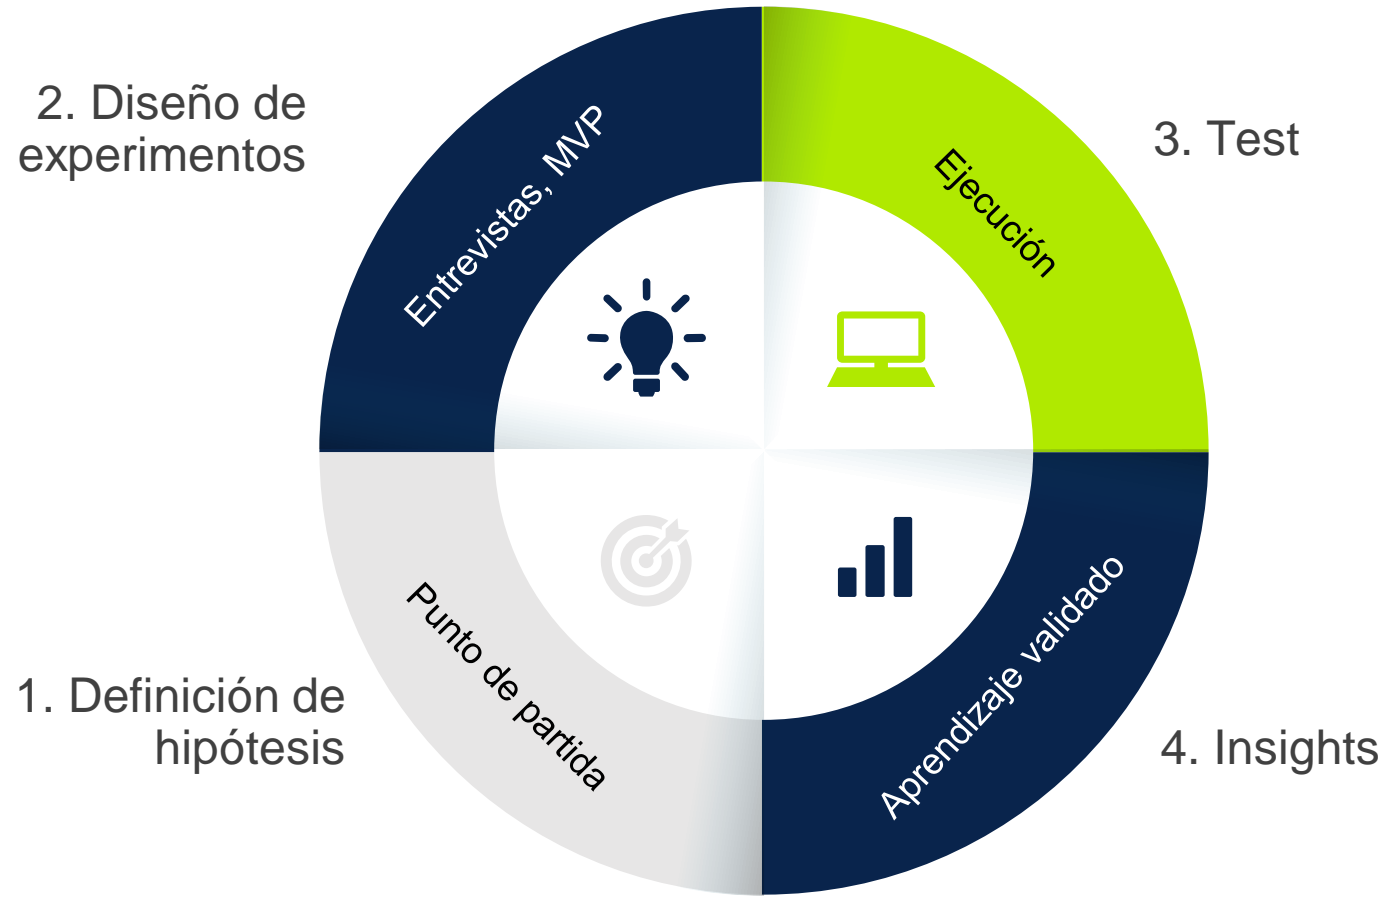 2. Diseño de
experimentos
Entrevistas, MVP
Ejecución
3. Test
1. Definición de
hipótesis
Punto de partida
Aprendizaje validado
4. Insights